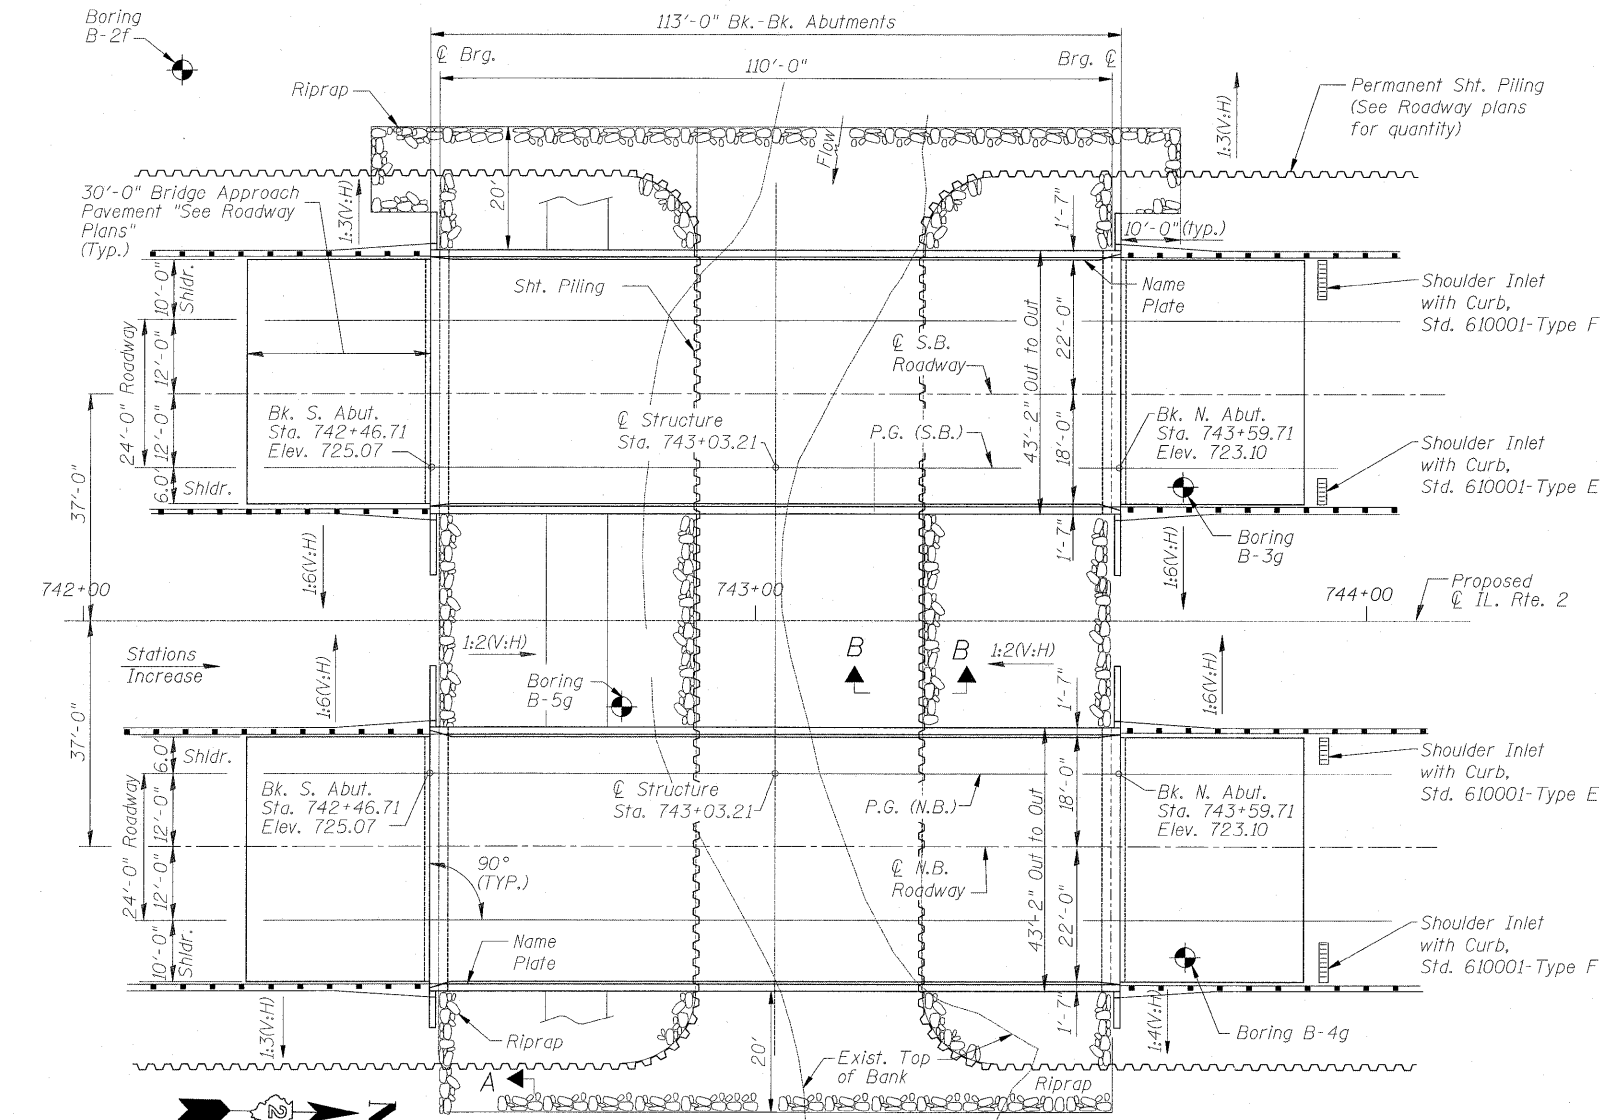 Boring
B-2f
113'-0" Bk.-Bk. Abutments
℄ Brg.
Brg. ℄
110'-0"
Riprap
Permanent Sht. Piling
(See Roadway plans
for quantity)
1:3(V:H)
Flow
20'
30'-0" Bridge Approach
Pavement "See Roadway
Plans"
(Typ.)
1:3(V:H)
1'-7"
10'-0" (typ.)
Sht. Piling
Name
Plate
Shoulder Inlet
with Curb,
Std. 610001-Type F
10'-0"
Shldr.
24'-0" Roadway
12'-0"
12'-0"
6.0'
Shldr.
℄ S.B.
Roadway
43'-2" Out to Out
22'-0"
18'-0"
Bk. S. Abut.
Sta. 742+46.71
Elev. 725.07
℄ Structure
Sta. 743+03.21
P.G. (S.B.)
Bk. N. Abut.
Sta. 743+59.71
Elev. 723.10
Shoulder Inlet
with Curb,
Std. 610001-Type E
37'-0"
1'-7"
Boring
B-3g
1:6(V:H)
1:6(V:H)
742+00
743+00
744+00
Proposed
℄ IL. Rte. 2
Stations
Increase
1:6(V:H)
1:2(V:H)
B
B
1:2(V:H)
1:6(V:H)
Boring
B-5g
1'-7"
37'-0"
6.0'
Shldr.
24'-0" Roadway
12'-0"
12'-0"
10'-0"
Shldr.
Bk. S. Abut.
Sta. 742+46.71
Elev. 725.07
℄ Structure
Sta. 743+03.21
P.G. (N.B.)
43'-2" Out to Out
18'-0"
22'-0"
Bk. N. Abut.
Sta. 743+59.71
Elev. 723.10
Shoulder Inlet
with Curb,
Std. 610001-Type E
90°
(TYP.)
℄ N.B.
Roadway
Name
Plate
Shoulder Inlet
with Curb,
Std. 610001-Type F
1:3(V:H)
Riprap
20'
1'-7"
1:4(V:H)
Boring B-4g
A
Exist. Top
of Bank
Riprap
2
Z